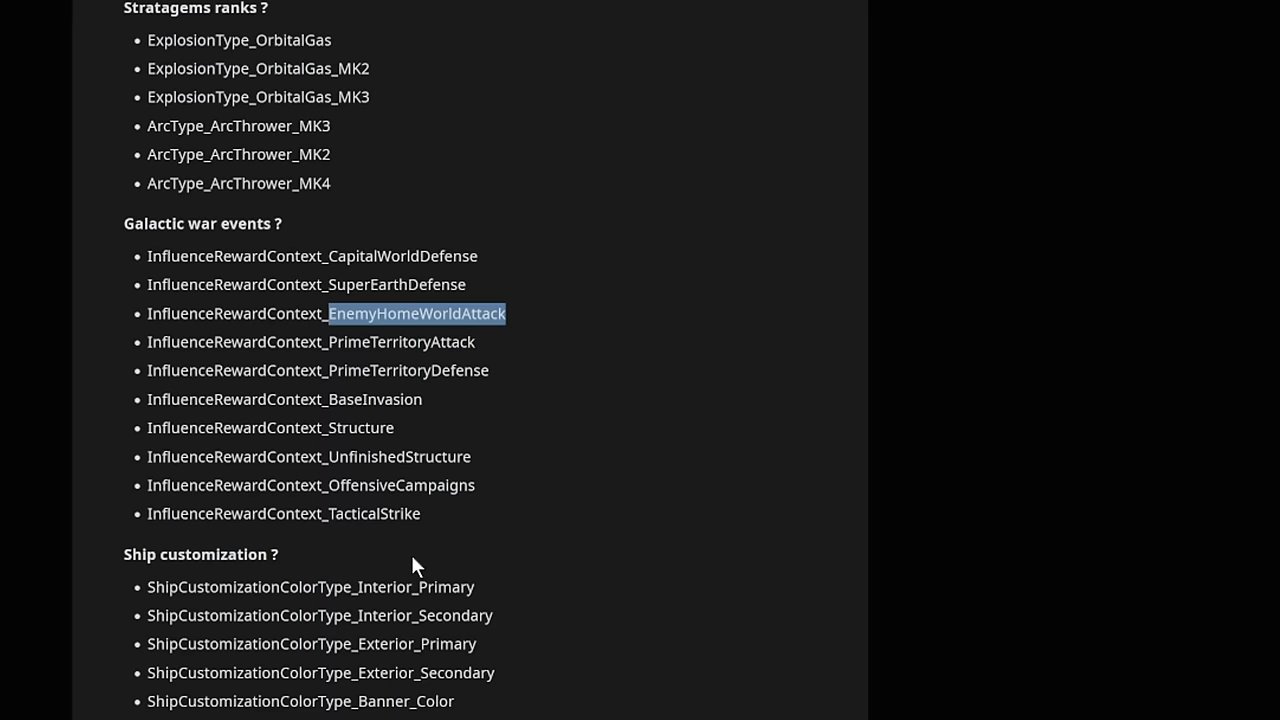 Stratagems ranks ?
• ExplosionType_OrbitalGas
• ExplosionType_OrbitalGas_MK2
• ExplosionType_OrbitalGas_MK3
• ArcType_ArcThrower_MK3
• ArcType_ArcThrower_MK2
• ArcType_ArcThrower_MK4
Galactic war events ?
• InfluenceRewardContext_CapitalWorldDefense
• InfluenceRewardContext_SuperEarthDefense
• InfluenceRewardContext_EnemyHomeWorldAttack
• InfluenceRewardContext_PrimeTerritoryAttack
• InfluenceRewardContext_PrimeTerritoryDefense
• InfluenceRewardContext_BaseInvasion
• InfluenceRewardContext_Structure
• InfluenceRewardContext_UnfinishedStructure
• InfluenceRewardContext_OffensiveCampaigns
• InfluenceRewardContext_TacticalStrike
Ship customization ?
• ShipCustomizationColorType_Interior_Primary
• ShipCustomizationColorType_Interior_Secondary
• ShipCustomizationColorType_Exterior_Primary
• ShipCustomizationColorType_Exterior_Secondary
• ShipCustomizationColorType_Banner_Color